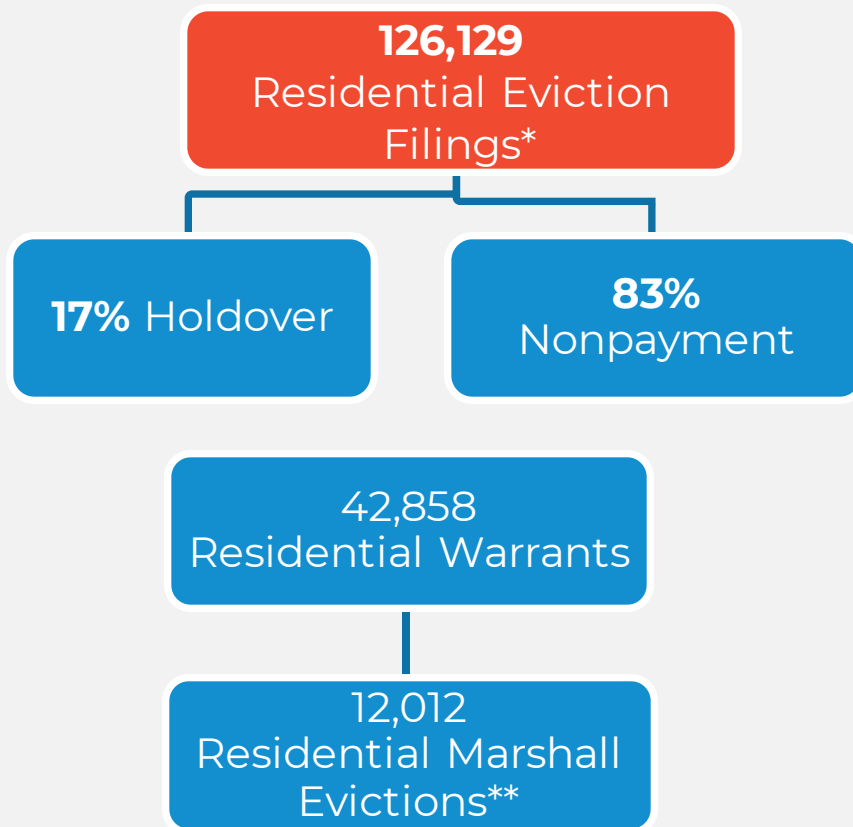 126,129
Residential Eviction
Filings*
17% Holdover
83%
Nonpayment
42,858
Residential Warrants
12,012
Residential Marshall
Evictions**